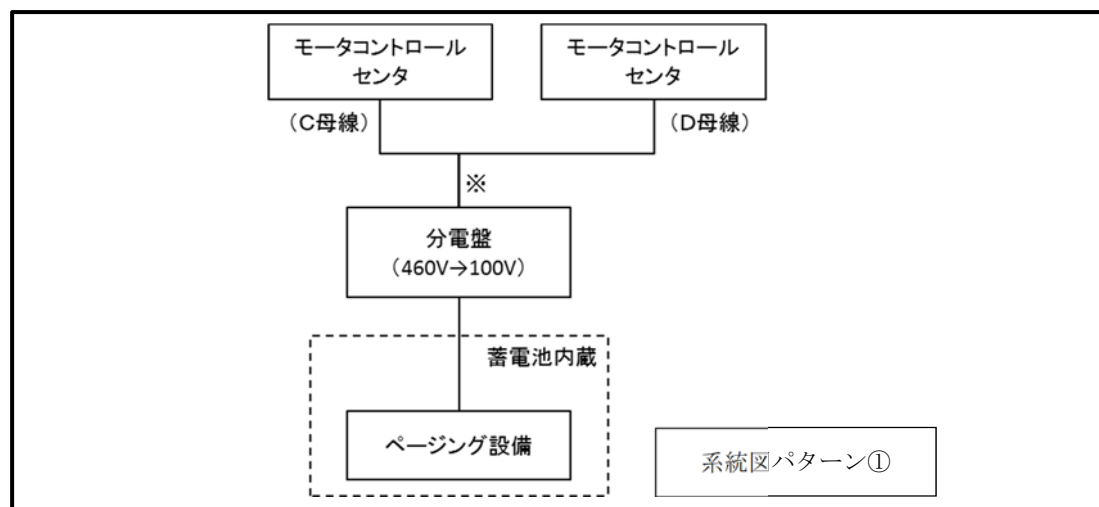 モータコントロール
センタ
モータコントロール
センタ
（C母線）
（D母線）
※
分電盤
（460V→100V）
蓄電池内蔵
ページング設備
系統図パターン①